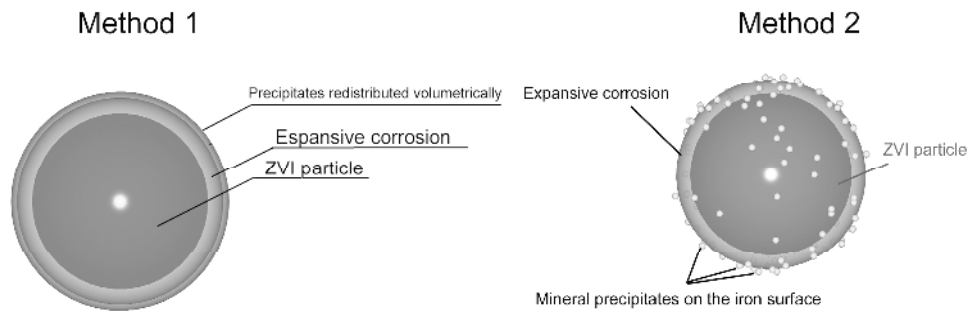 Method 1
Precipitates redistributed volumetrically
Espansive corrosion
ZVI particle
Method 2
Expansive corrosion
ZVI particle
Mineral precipitates on the iron surface